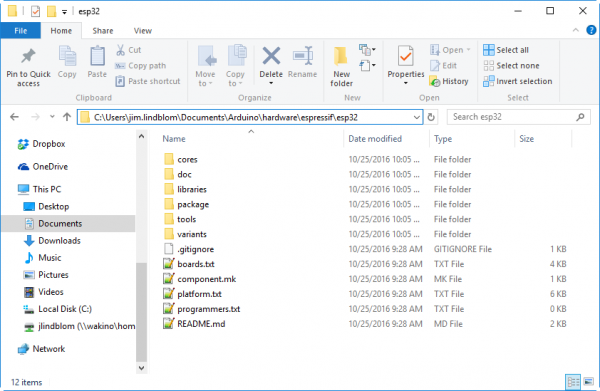 esp32
File Home Share View
Pin to Quick access
Copy
Paste
Cut
Copy path
Paste shortcut
Clipboard
Move to
Copy to
Delete
Rename
Organize
New folder
New
Properties
Open
Edit
History
Open
Select all
Select none
Invert selection
Select
C:\Users\jim.lindblom\Documents\Arduino\hardware\espressif\esp32
Search esp32
Dropbox
OneDrive
This PC
Desktop
Documents
Downloads
Music
Pictures
Videos
Local Disk (C:)
jlindblom (\\wakino\hom
Network
Name Date modified Type Size
cores 10/25/2016 10:05 ... File folder
doc 10/25/2016 10:05 ... File folder
libraries 10/25/2016 10:05 ... File folder
package 10/25/2016 10:05 ... File folder
tools 10/25/2016 10:05 ... File folder
variants 10/25/2016 10:05 ... File folder
.gitignore 10/25/2016 9:28 AM GITIGNORE File 1 KB
boards.txt 10/25/2016 9:28 AM TXT File 4 KB
component.mk 10/25/2016 9:28 AM MK File 1 KB
platform.txt 10/25/2016 9:28 AM TXT File 6 KB
programmers.txt 10/25/2016 9:28 AM TXT File 0 KB
README.md 10/25/2016 9:28 AM MD File 2 KB
12 items